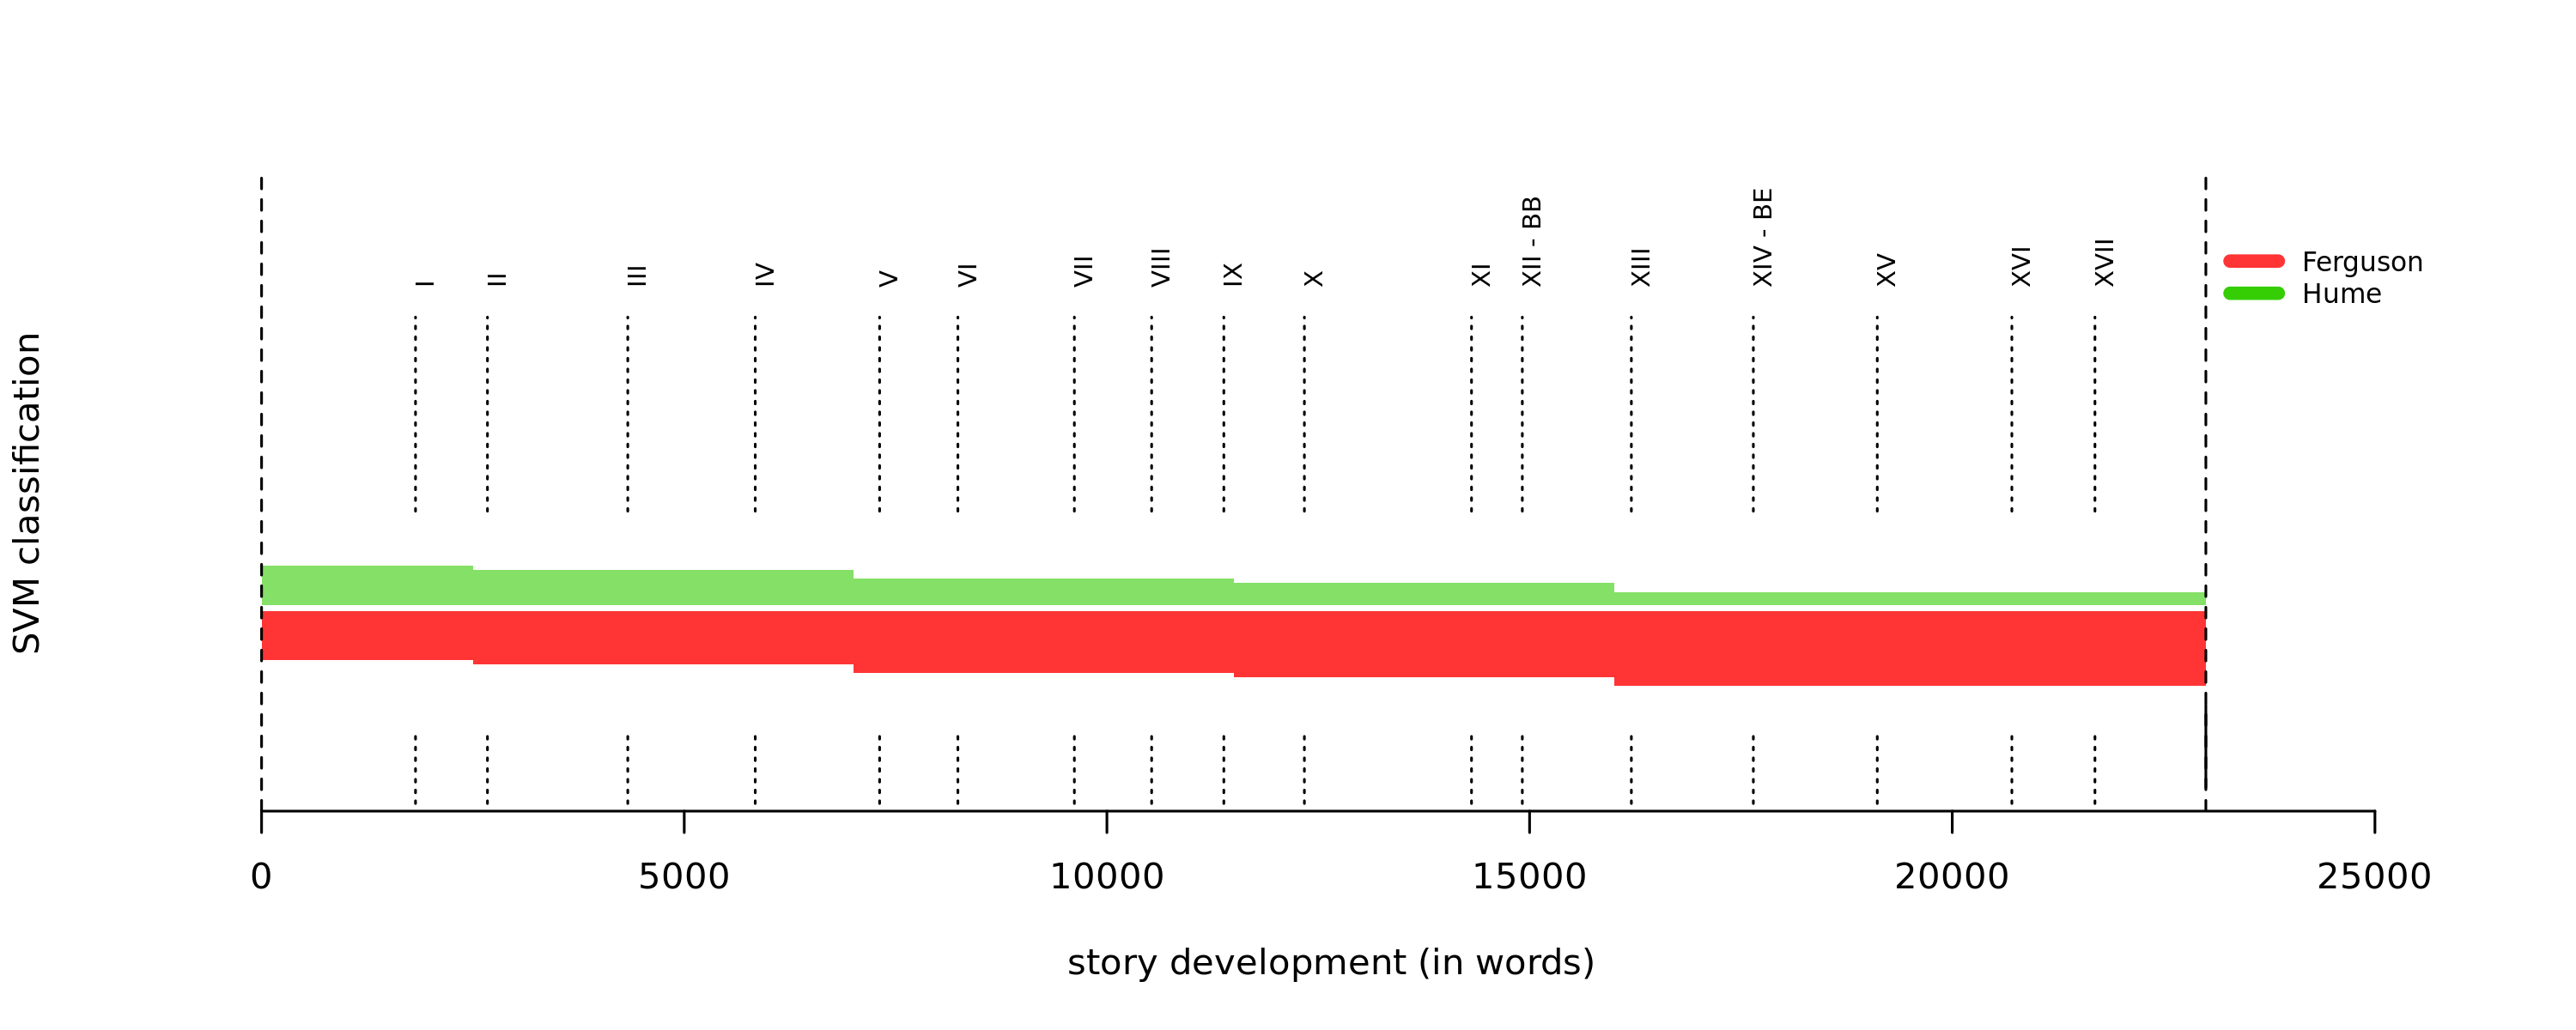 SVM classification
I
II
III
IV
V
VI
VII
VIII
IX
X
XI
XII - BB
XIII
XIV - BE
XV
XVI
XVII
Ferguson
Hume
0
5000
10000
15000
20000
25000
story development (in words)